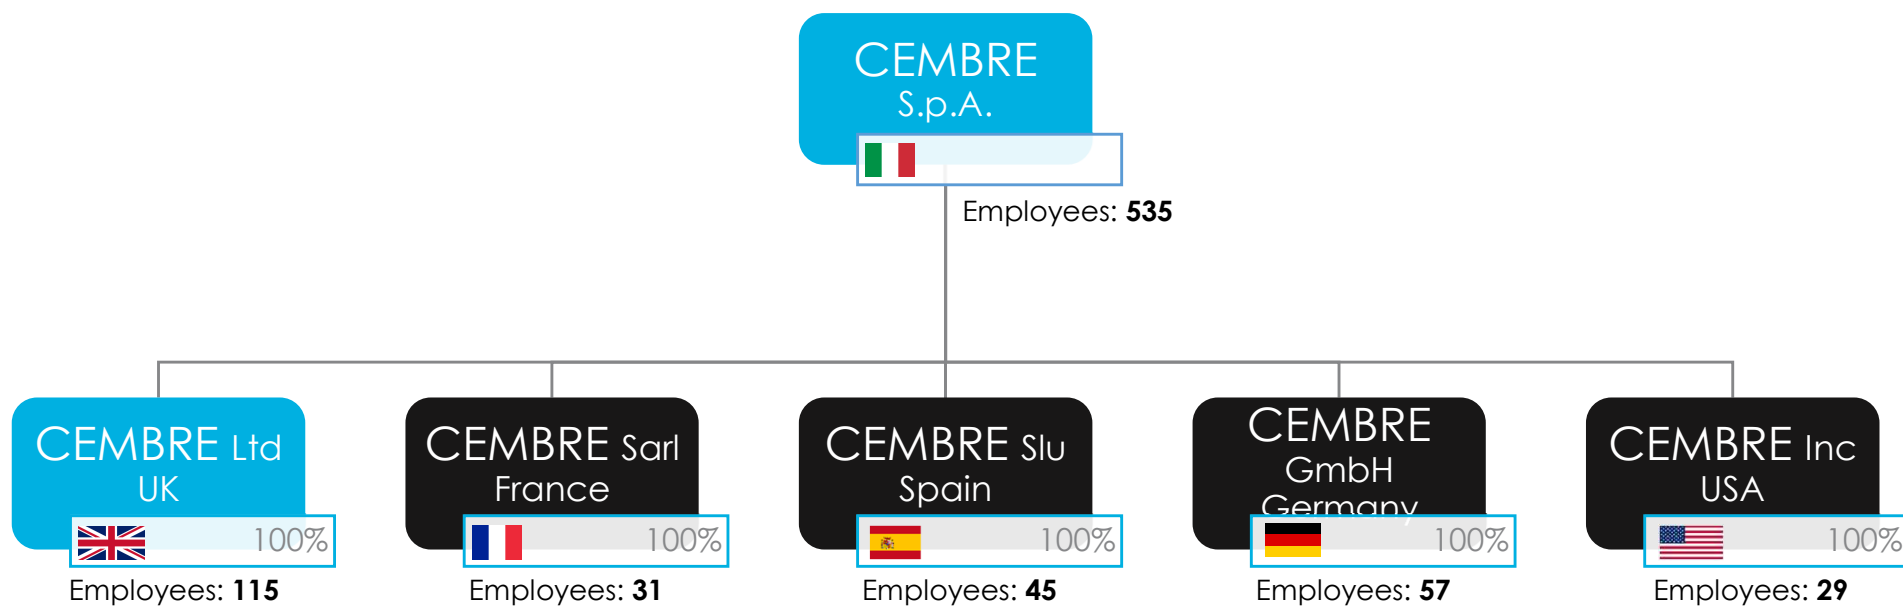 CEMBRE
S.p.A.
Employees: 535
CEMBRE Ltd
UK
100%
Employees: 115
CEMBRE Sarl
France
100%
Employees: 31
CEMBRE Slu
Spain
100%
Employees: 45
CEMBRE
GmbH
Germany
100%
Employees: 57
CEMBRE Inc
USA
100%
Employees: 29